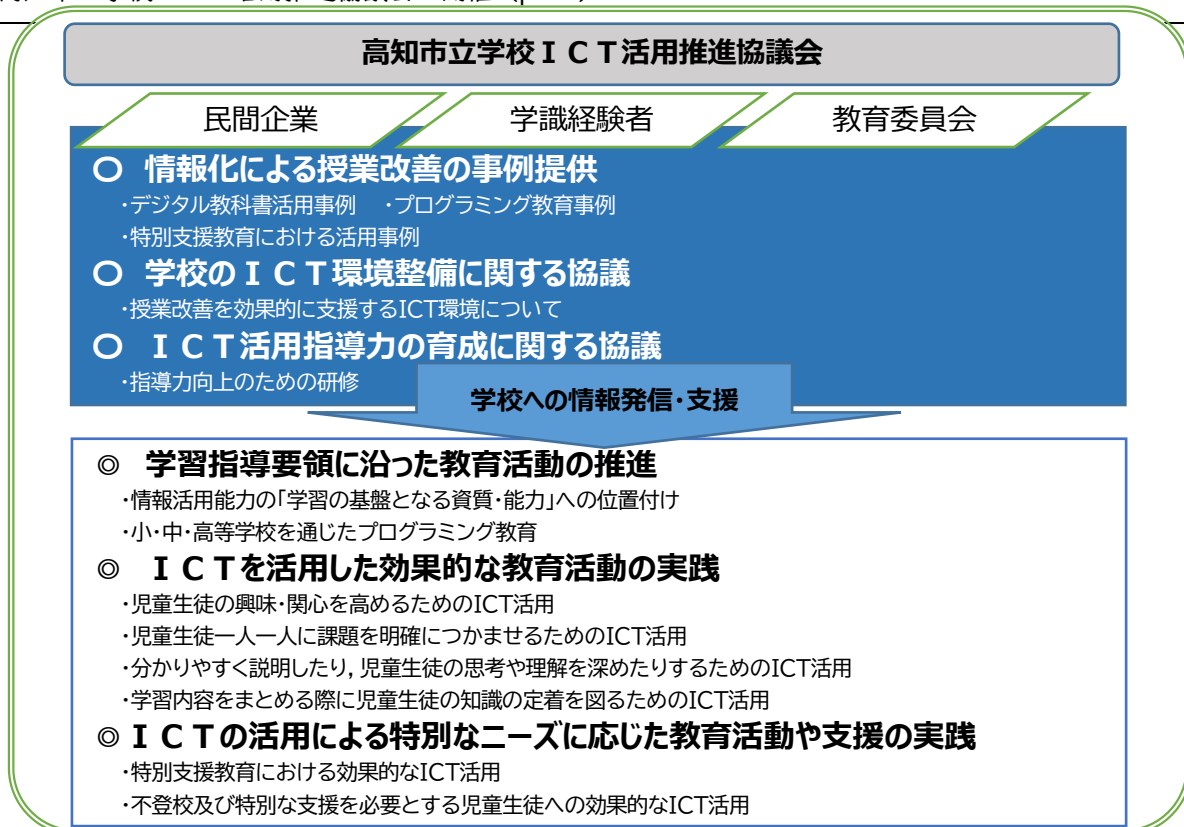 高知市立学校ＩＣＴ活用推進協議会
民間企業　学識経験者　教育委員会
〇 情報化による授業改善の事例提供
・デジタル教科書活用事例　・プログラミング教育事例
・特別支援教育における活用事例
〇 学校のＩＣＴ環境整備に関する協議
・授業改善を効果的に支援するICT環境について
〇 ＩＣＴ活用指導力の育成に関する協議
・指導力向上のための研修
学校への情報発信・支援
◎ 学習指導要領に沿った教育活動の推進
・情報活用能力の「学習の基盤となる資質・能力」への位置付け
・小・中・高等学校を通じたプログラミング教育
◎ ＩＣＴを活用した効果的な教育活動の実践
・児童生徒の興味・関心を高めるためのICT活用
・児童生徒一人一人に課題を明確につかませるためのICT活用
・分かりやすく説明したり，児童生徒の思考や理解を深めたりするためのICT活用
・学習内容をまとめる際に児童生徒の知識の定着を図るためのICT活用
◎ ＩＣＴの活用による特別なニーズに応じた教育活動や支援の実践
・特別支援教育における効果的なICT活用
・不登校及び特別な支援を必要とする児童生徒への効果的なICT活用